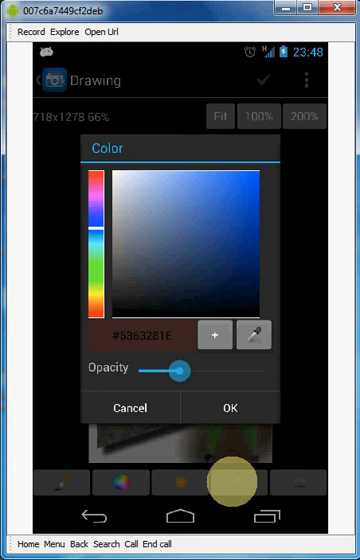 007c6a7449cf2deb
Record Explore Open Url
H 23:48
Drawing
718x1278 66% Fit 100% 200%
Color
#5363281E +
Opacity
Cancel OK
Home Menu Back Search Call End call